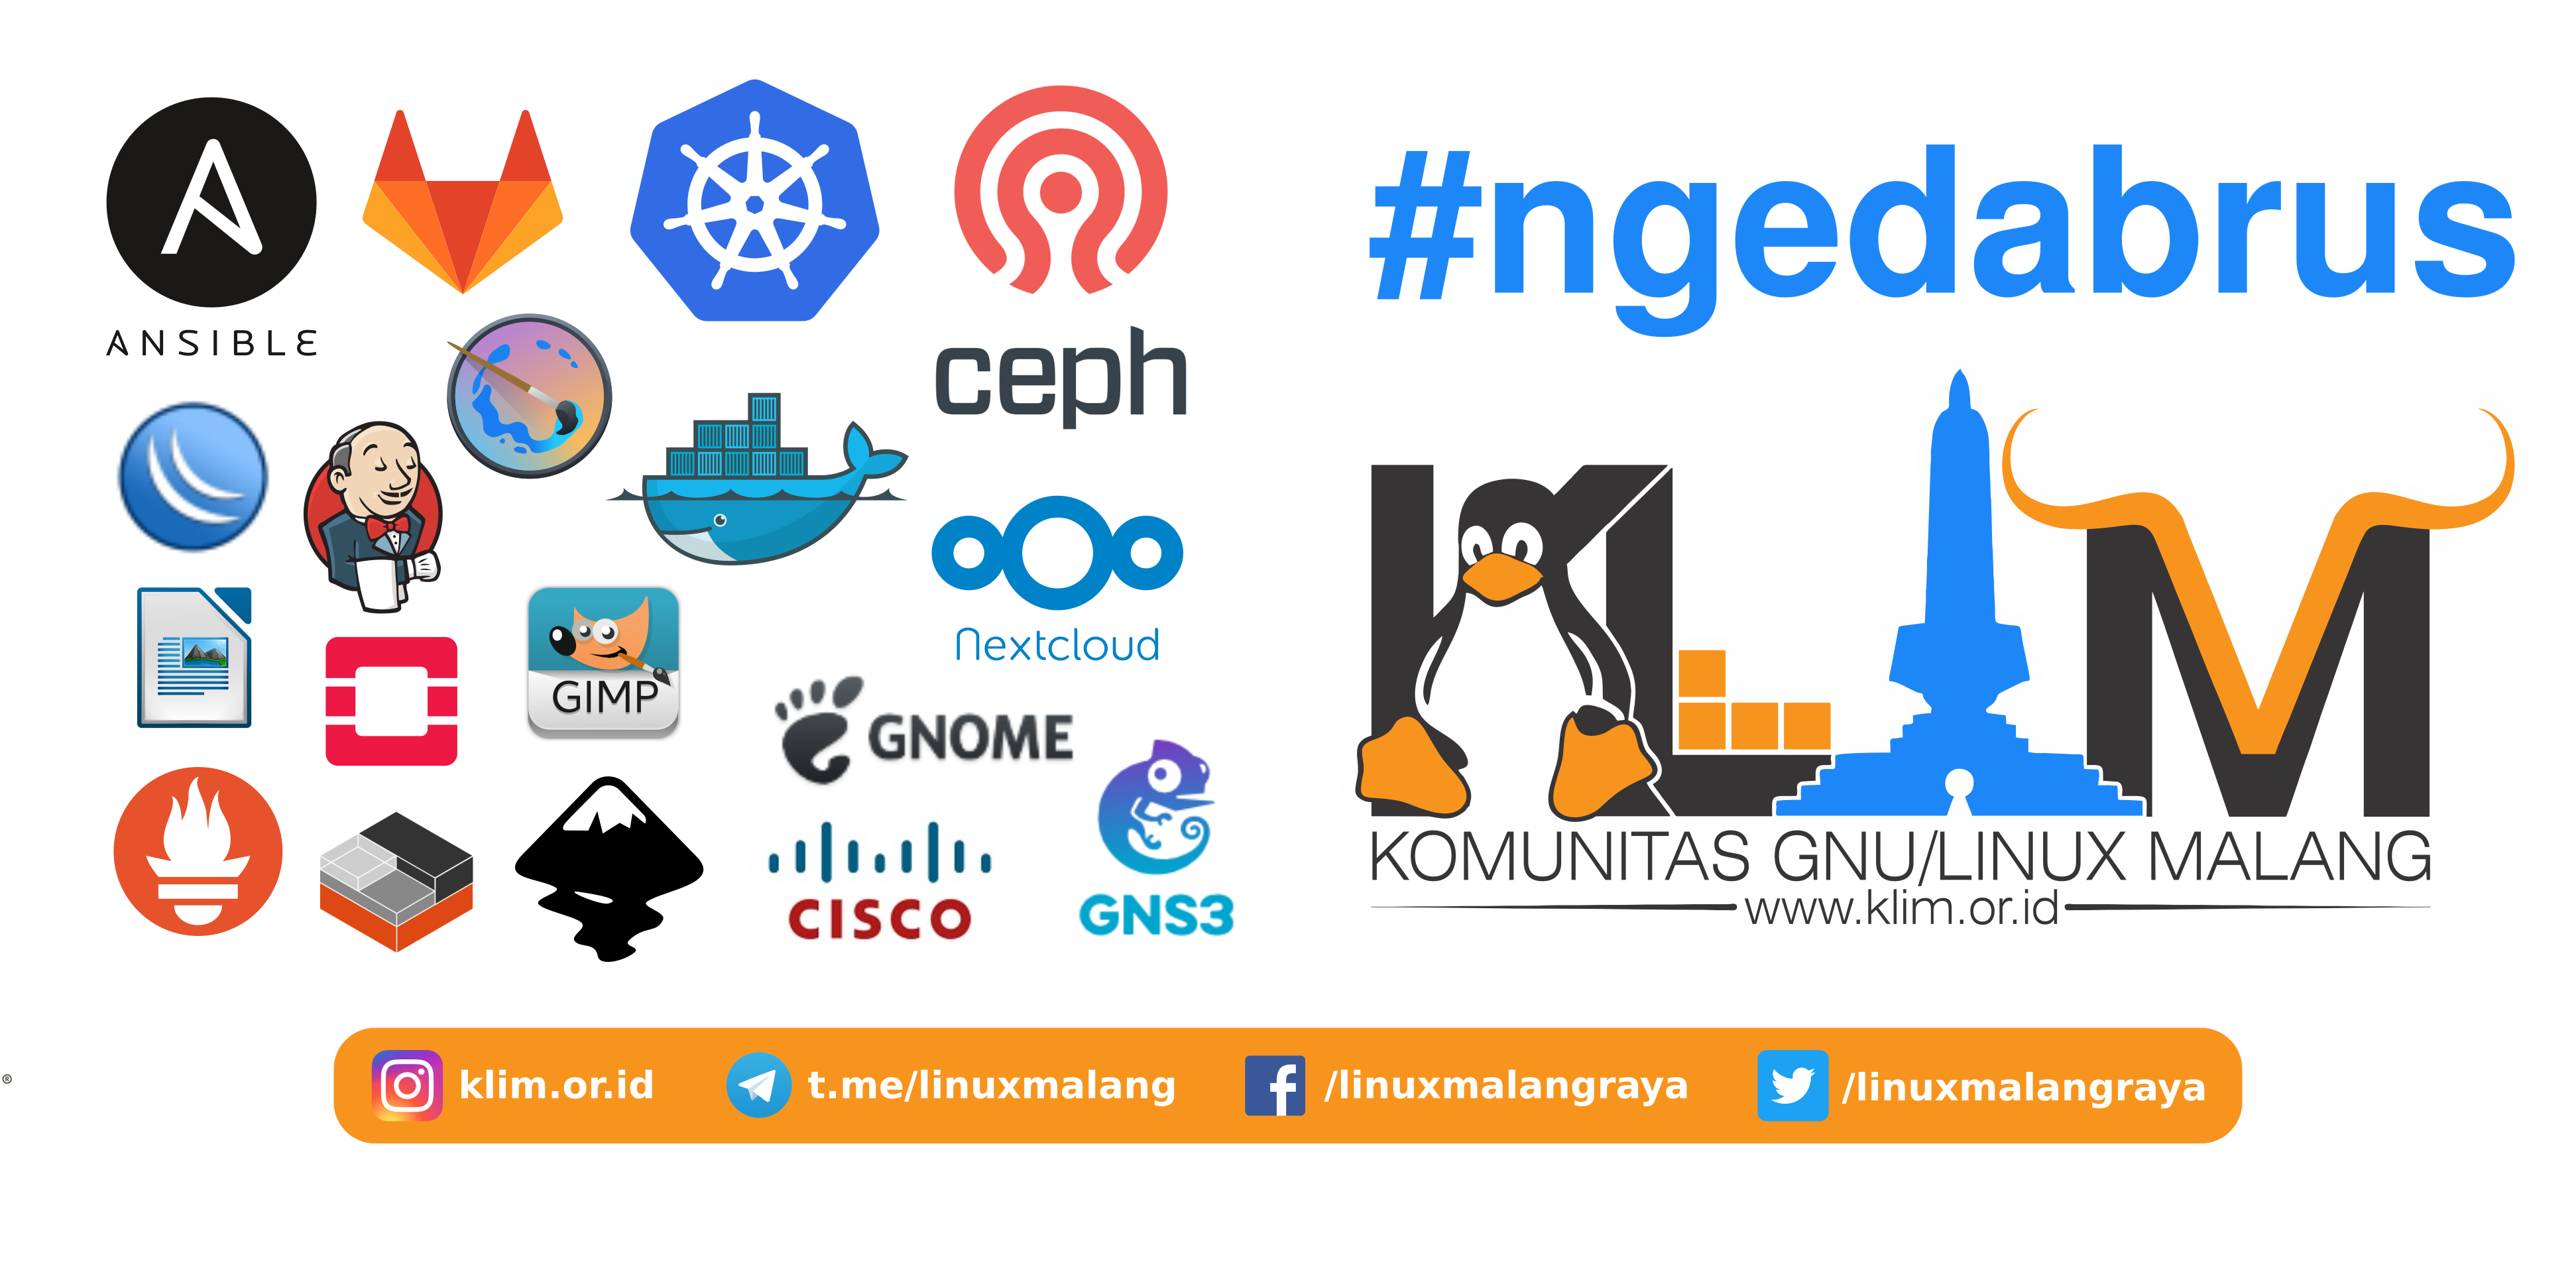 ANSIBLE
ceph
Nextcloud
GIMP
GNOME
CISCO
GNS3
#ngedabrus
KLIM
KOMUNITAS GNU/LINUX MALANG
www.klim.or.id
®
klim.or.id
t.me/linuxmalang
/linuxmalangraya
/linuxmalangraya